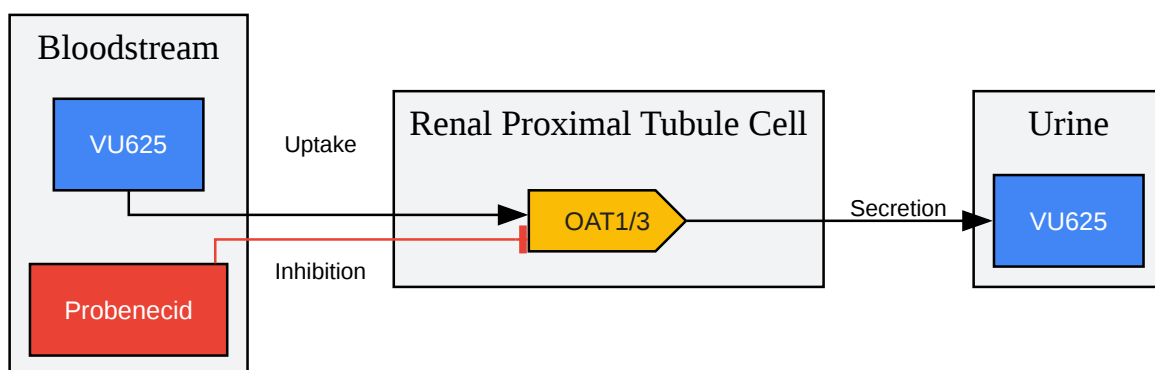 Bloodstream
VU625
Probenecid
Uptake
Inhibition
Renal Proximal Tubule Cell
OAT1/3
Secretion
Urine
VU625